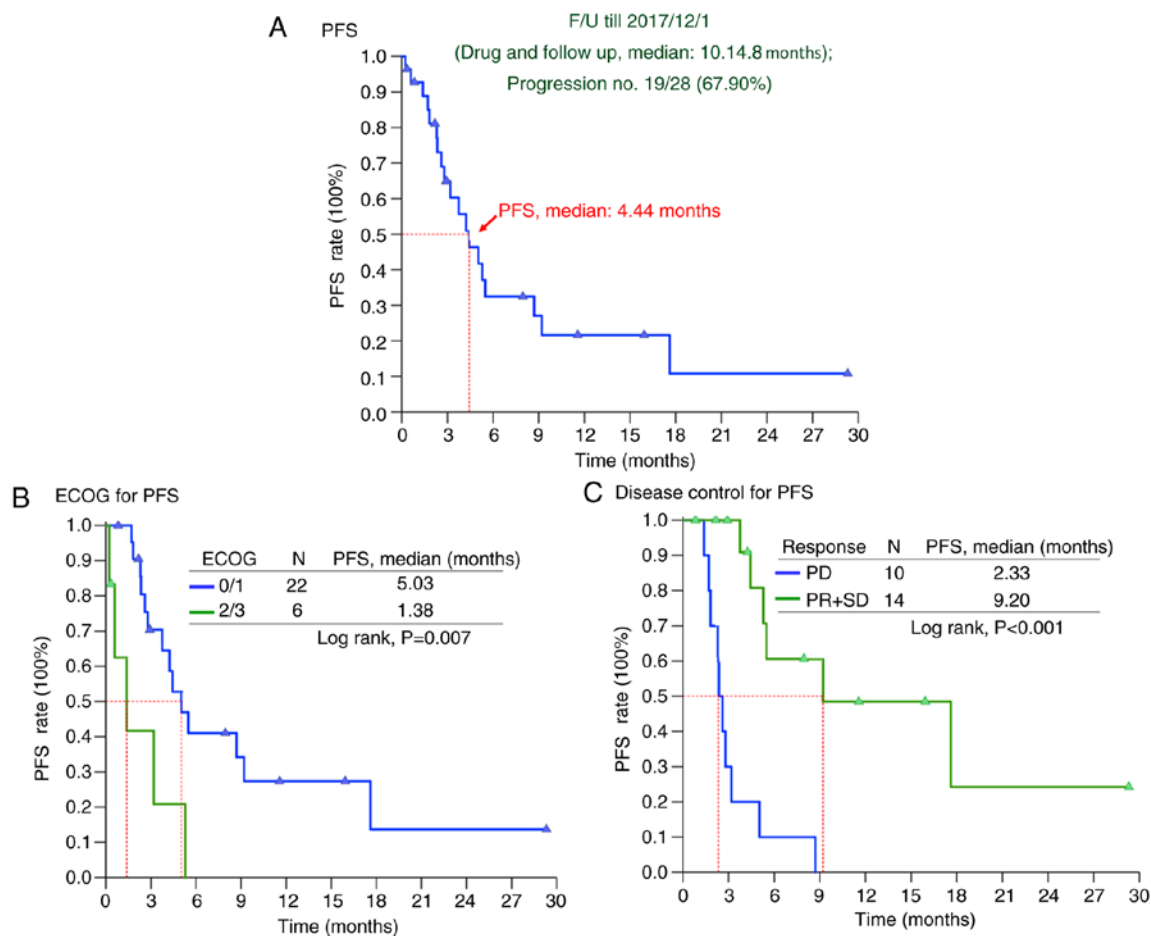 A PFS
F/U till 2017/12/1
(Drug and follow up, median: 10.14.8 months);
Progression no. 19/28 (67.90%)
PFS rate (100%)
1.0
0.9
0.8
0.7
0.6
0.5
0.4
0.3
0.2
0.1
0.0
PFS, median: 4.44 months
0 3 6 9 12 15 18 21 24 27 30
Time (months)
B ECOG for PFS
PFS rate (100%)
1.0
0.9
0.8
0.7
0.6
0.5
0.4
0.3
0.2
0.1
0.0
ECOG N PFS, median (months)
0/1 22 5.03
2/3 6 1.38
Log rank, P=0.007
0 3 6 9 12 15 18 21 24 27 30
Time (months)
C Disease control for PFS
PFS rate (100%)
1.0
0.9
0.8
0.7
0.6
0.5
0.4
0.3
0.2
0.1
0.0
Response N PFS, median (months)
PD 10 2.33
PR+SD 14 9.20
Log rank, P<0.001
0 3 6 9 12 15 18 21 24 27 30
Time (months)